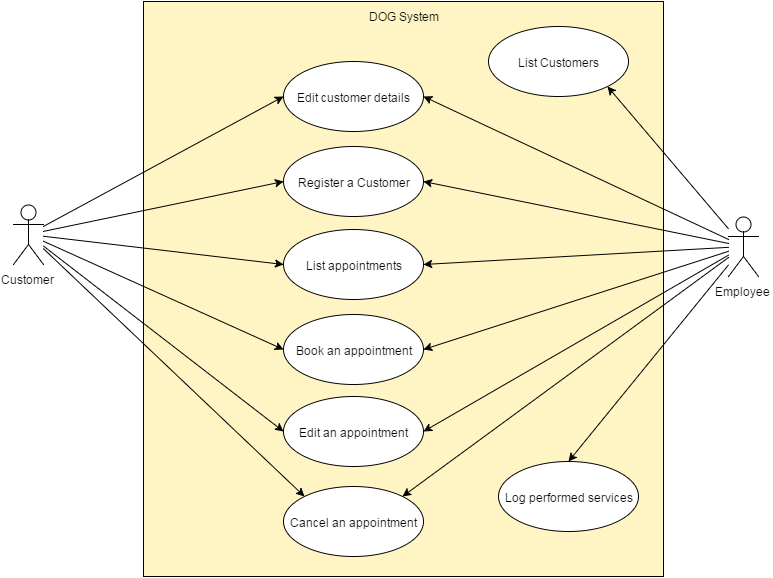 DOG System
List Customers
Edit customer details
Register a Customer
Customer
List appointments
Employee
Book an appointment
Edit an appointment
Log performed services
Cancel an appointment